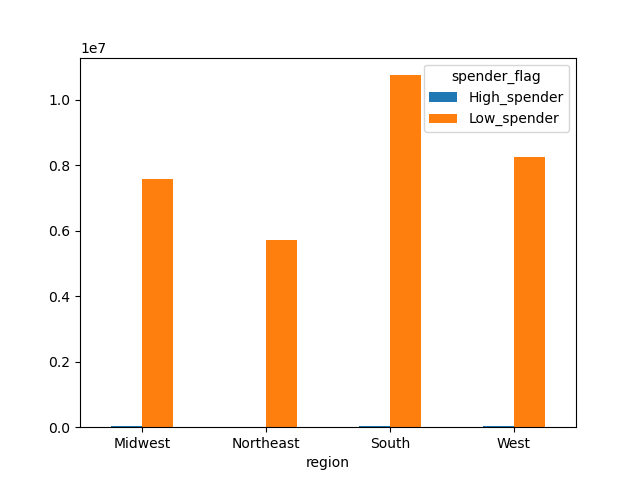 1e7
spender_flag
High_spender
Low_spender
1.0
0.8
0.6
0.4
0.2
0.0
Midwest Northeast South West
region